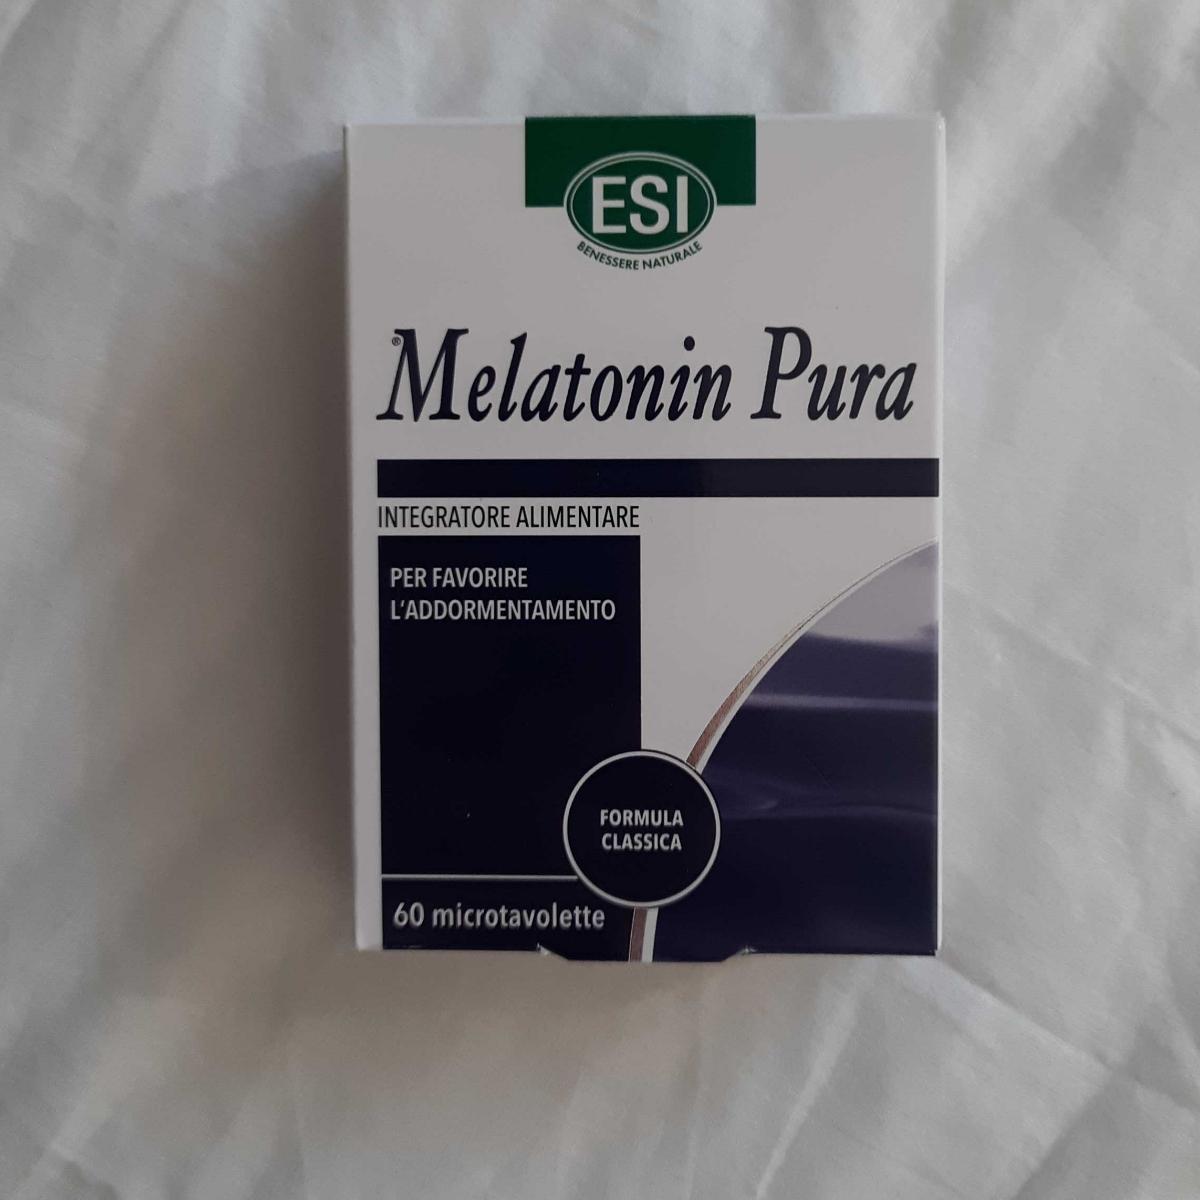 ESI
BENESSERE NATURALE
®Melatonin Pura
INTEGRATORE ALIMENTARE
PER FAVORIRE
L'ADDORMENTAMENTO
FORMULA
CLASSICA
60 microtavolette